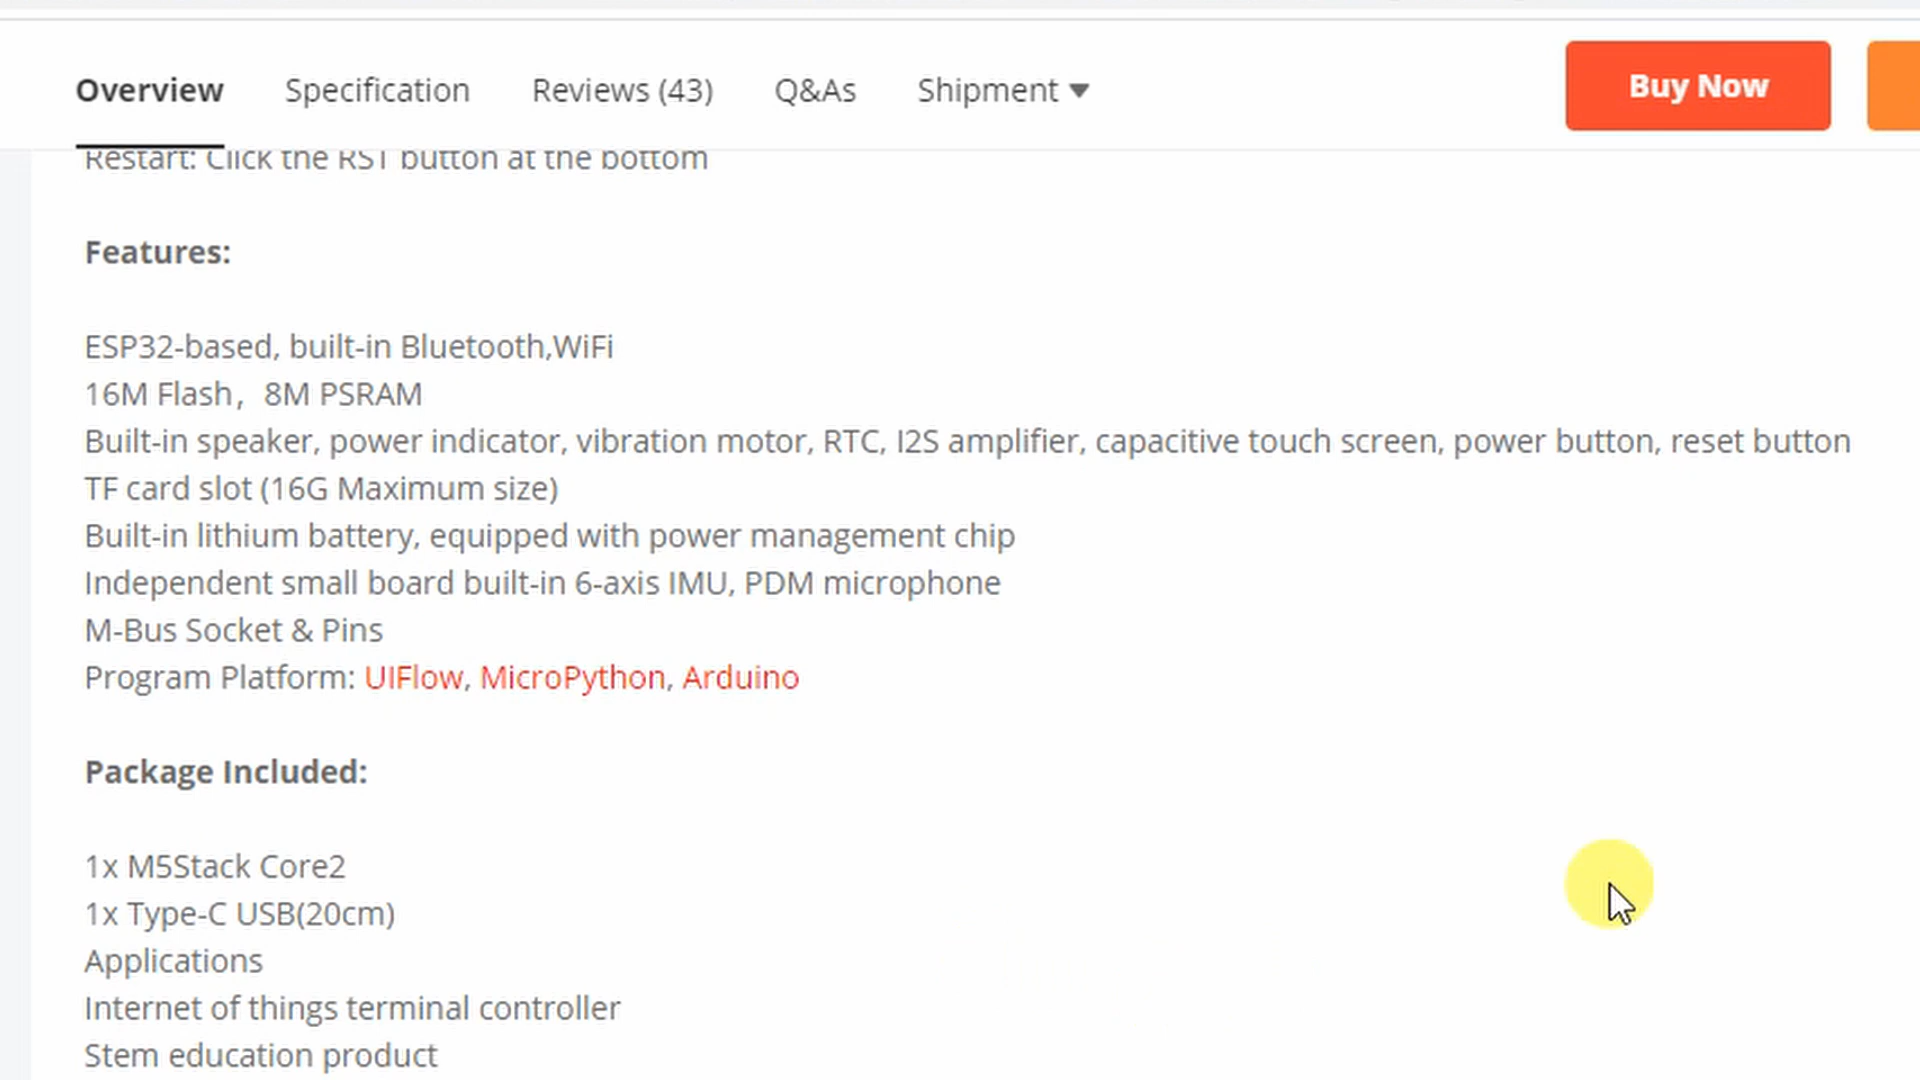 Overview Specification Reviews (43) Q&As Shipment Buy Now
Restart: Click the RST button at the bottom
Features:
ESP32-based, built-in Bluetooth,WiFi
16M Flash，8M PSRAM
Built-in speaker, power indicator, vibration motor, RTC, I2S amplifier, capacitive touch screen, power button, reset button
TF card slot (16G Maximum size)
Built-in lithium battery, equipped with power management chip
Independent small board built-in 6-axis IMU, PDM microphone
M-Bus Socket & Pins
Program Platform: UIFlow, MicroPython, Arduino
Package Included:
1x M5Stack Core2
1x Type-C USB(20cm)
Applications
Internet of things terminal controller
Stem education product